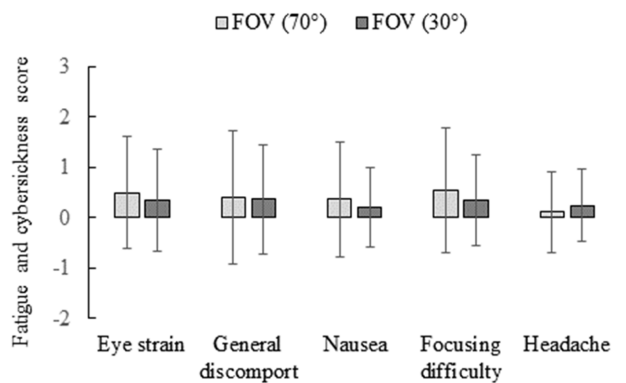 FOV (70°) FOV (30°)
Fatigue and cybersickness score
3
2
1
0
-1
-2
Eye strain
General
discomport
Nausea
Focusing
difficulty
Headache